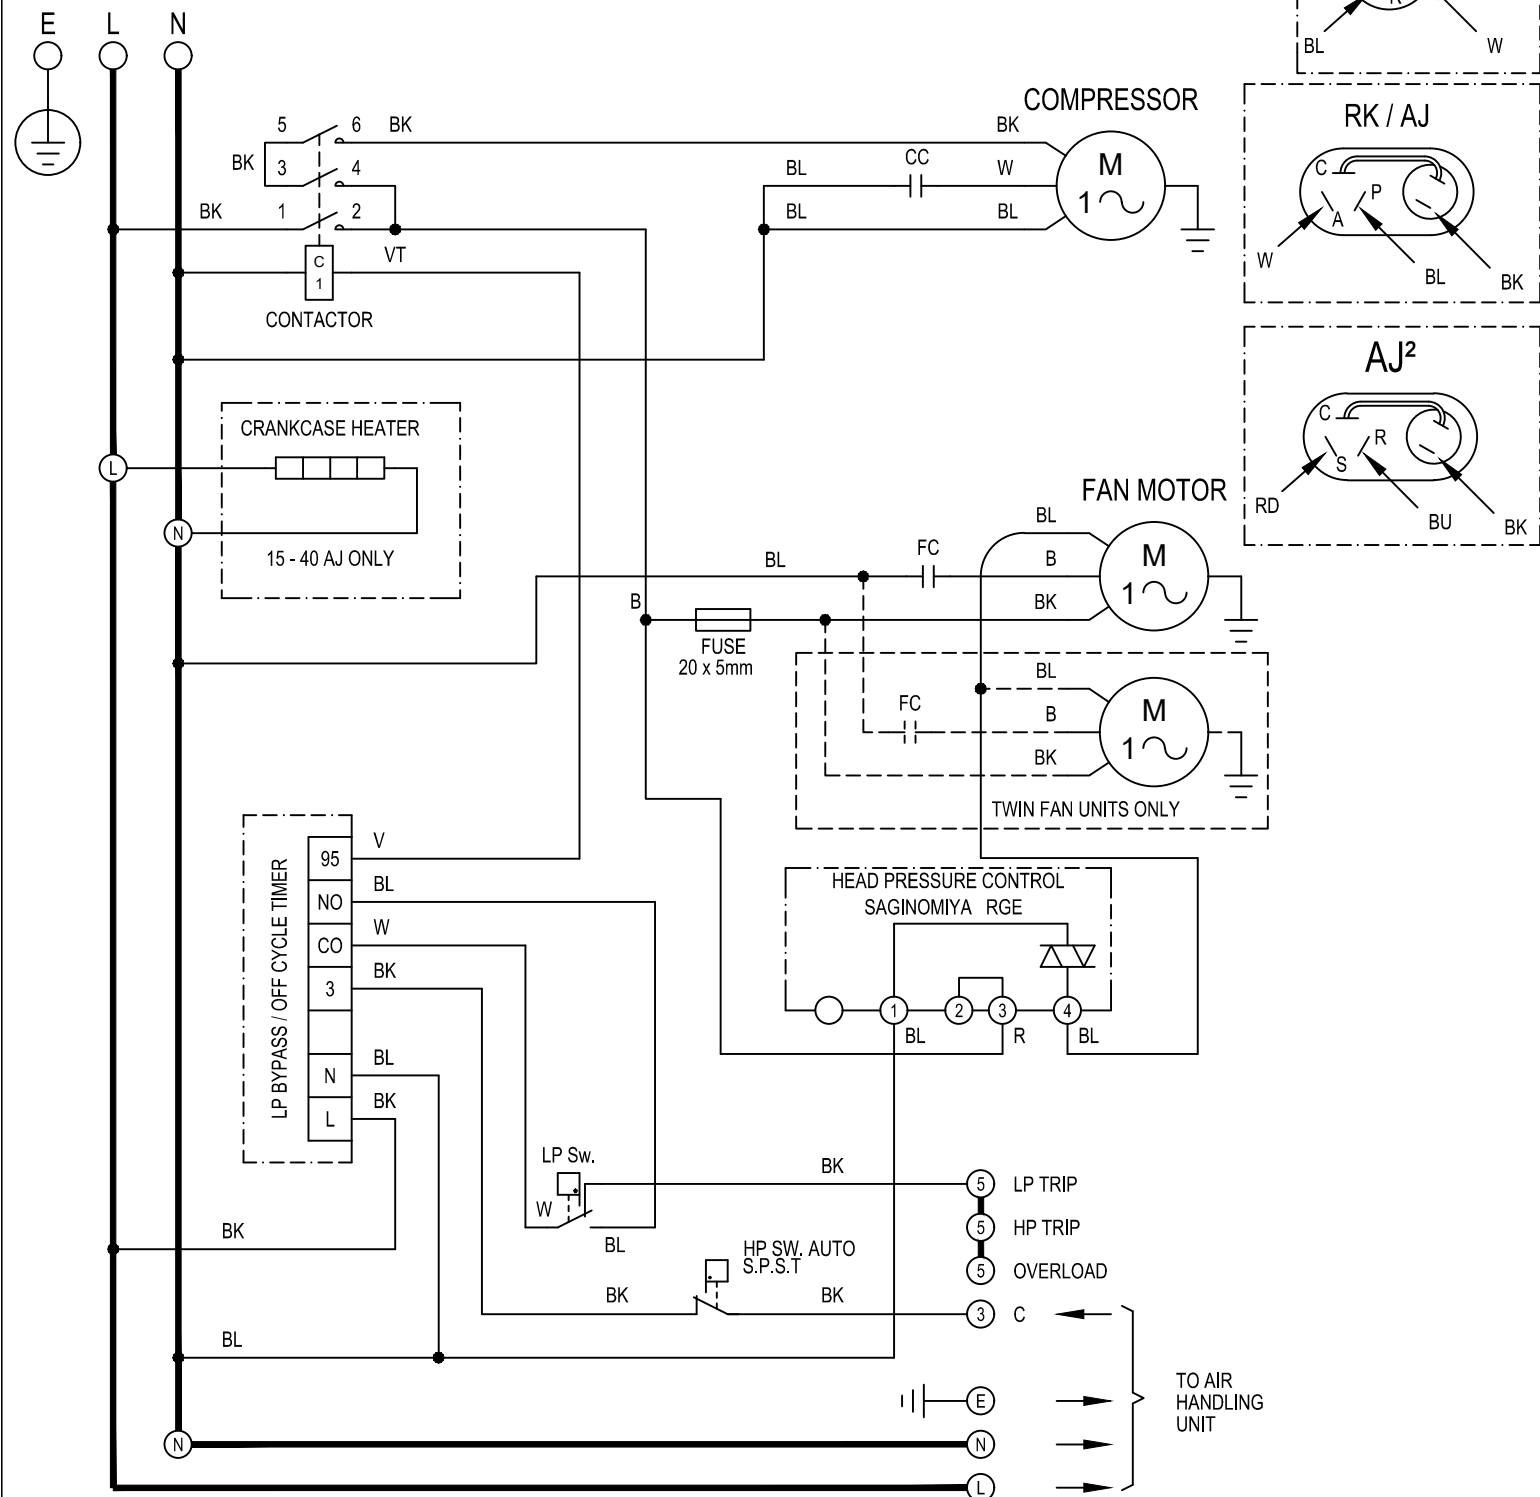 E L N
R
BL W
COMPRESSOR
RK / AJ
5 6 BK BK
BK 3 4 BL CC W
M
1
BK 1 2 BL BL
VT
C
1
CONTACTOR
C P
A
W BL BK
AJ²
C R
S
RD BU BK
CRANKCASE HEATER
L
N
15 - 40 AJ ONLY
FAN MOTOR
BL
BL FC B
M
1
B BK
FUSE
20 x 5mm
BL
FC B
M
1
BK
TWIN FAN UNITS ONLY
LP BYPASS / OFF CYCLE TIMER
95 V
NO BL
CO W
3 BK
N BL
L BK
HEAD PRESSURE CONTROL
SAGINOMIYA RGE
1 2 3 4
BL R BL
LP Sw.
W BL
BK 5 LP TRIP
5 HP TRIP
BK
HP SW. AUTO
S.P.S.T
5 OVERLOAD
BK BK 3 C
BL
E
TO AIR
HANDLING
UNIT
N N
L